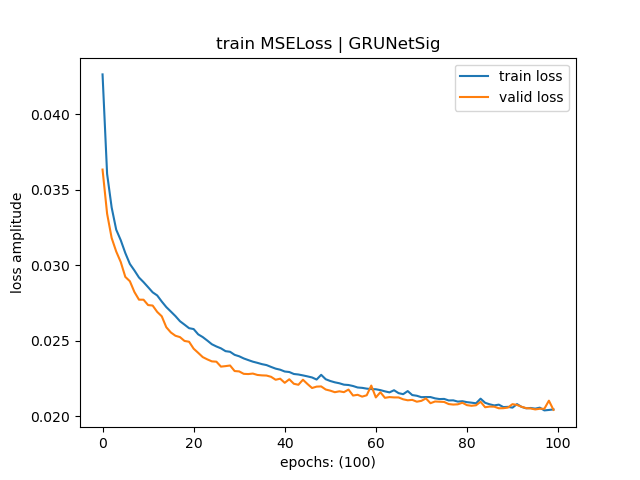 train MSELoss | GRUNetSig
train loss
valid loss
loss amplitude
0.040
0.035
0.030
0.025
0.020
0 20 40 60 80 100
epochs: (100)